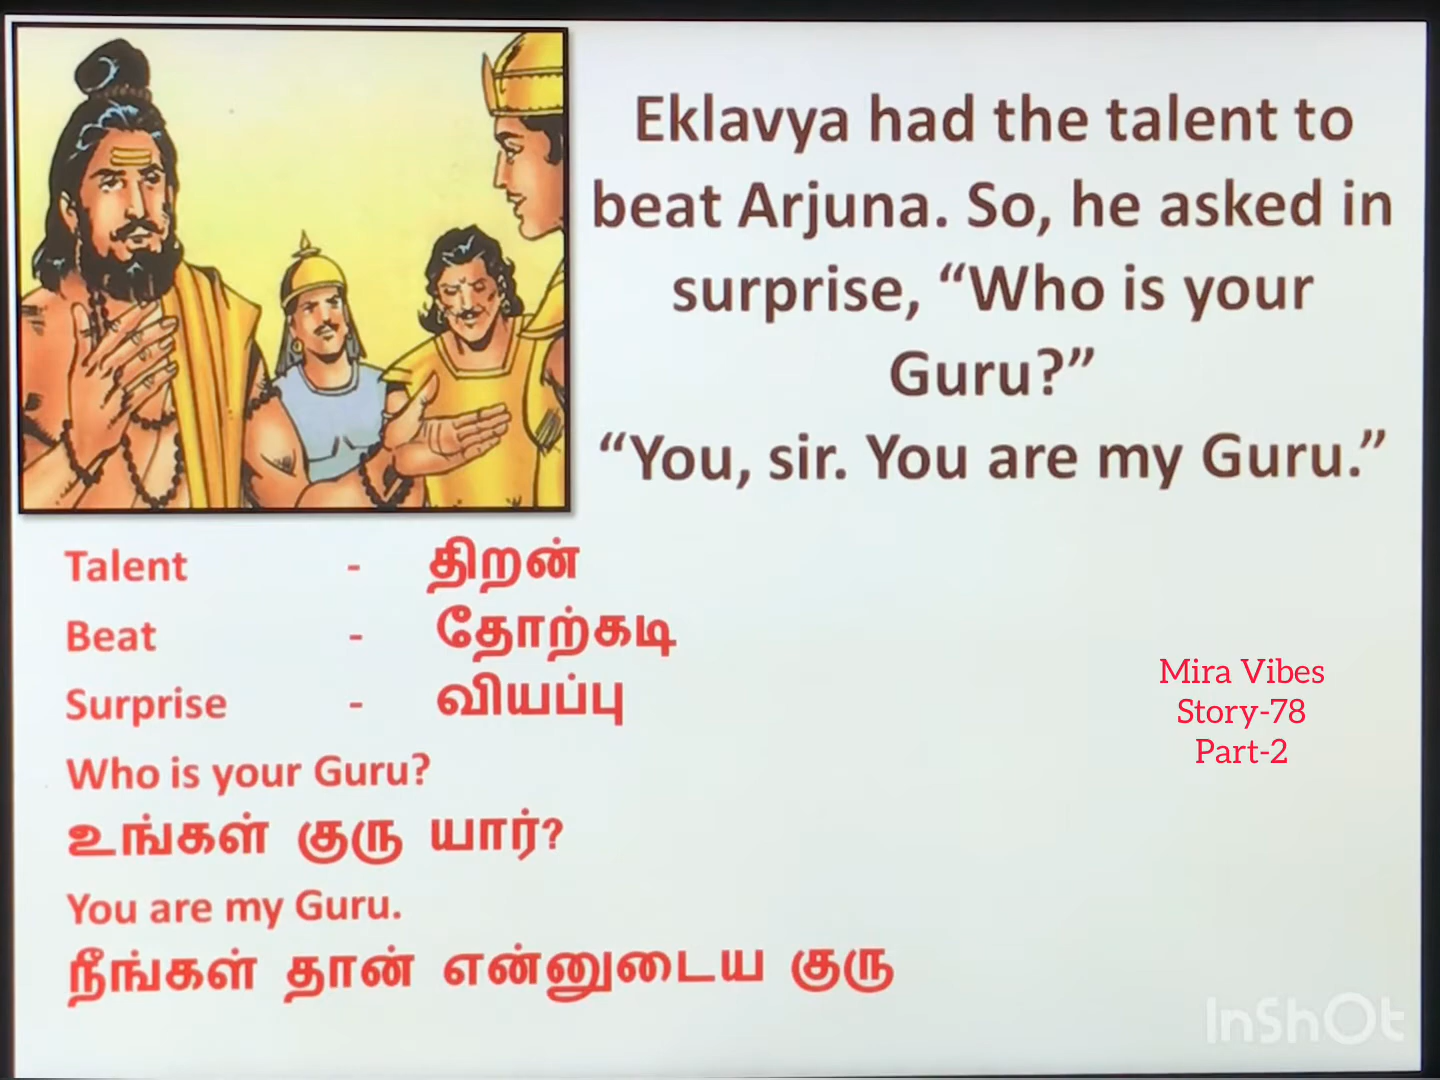 Eklavya had the talent to
beat Arjuna. So, he asked in
surprise, “Who is your
Guru?”
“You, sir. You are my Guru.”
Talent - திறன்
Beat - தோற்கடி
Surprise - வியப்பு
Who is your Guru?
உங்கள் குரு யார்?
You are my Guru.
நீங்கள் தான் என்னுடைய குரு
Mira Vibes
Story-78
Part-2
InShOt